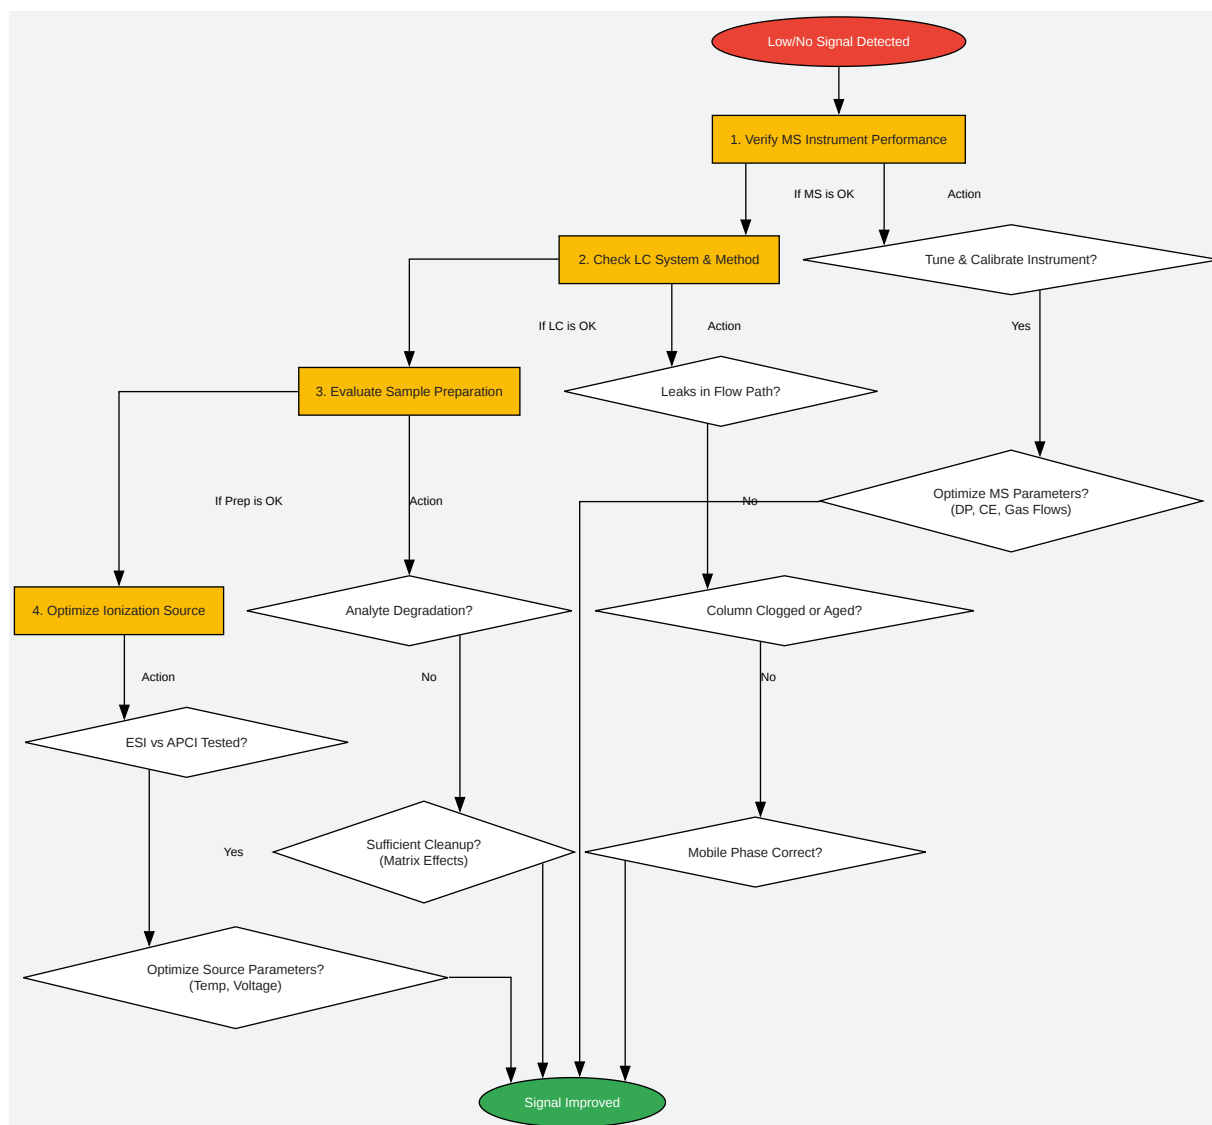 Low/No Signal Detected
1. Verify MS Instrument Performance
If MS is OK
Action
2. Check LC System & Method
Tune & Calibrate Instrument?
If LC is OK
Action
Yes
3. Evaluate Sample Preparation
Leaks in Flow Path?
If Prep is OK
Action
No
Optimize MS Parameters?
(DP, CE, Gas Flows)
4. Optimize Ionization Source
Analyte Degradation?
Column Clogged or Aged?
Action
No
No
ESI vs APCI Tested?
Yes
Sufficient Cleanup?
(Matrix Effects)
Mobile Phase Correct?
Optimize Source Parameters?
(Temp, Voltage)
Signal Improved